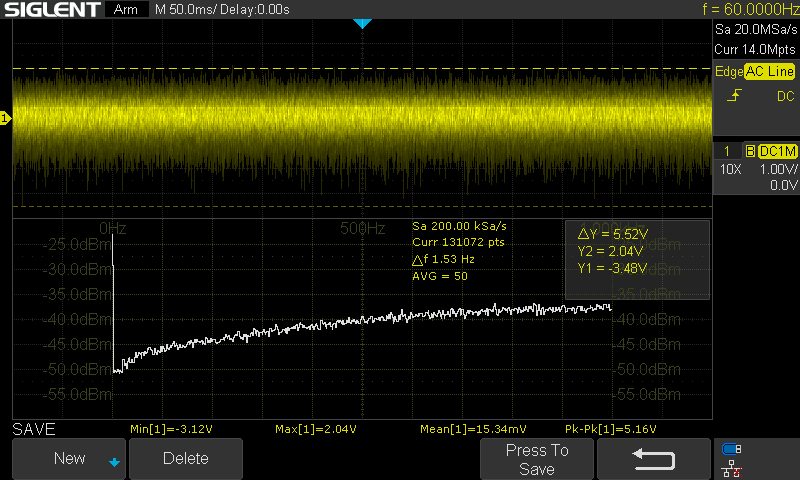 SIGLENT Arm M 50.0ms/ Delay:0.00s f = 60.0000Hz
Sa 20.0MSa/s
Curr 14.0Mpts
Edge AC Line
DC
1
1 B DC1M
10X 1.00V/
0.0V
0Hz 500Hz
Sa 200.00 kSa/s
Curr 131072 pts
△f 1.53 Hz
AVG = 50
△Y = 5.52V
Y2 = 2.04V
Y1 = -3.48V
-25.0dBm -25.0dBm
-30.0dBm -30.0dBm
-35.0dBm -35.0dBm
-40.0dBm -40.0dBm
-45.0dBm -45.0dBm
-50.0dBm -50.0dBm
-55.0dBm -55.0dBm
SAVE Min[1]=-3.12V Max[1]=2.04V Mean[1]=15.34mV Pk-Pk[1]=5.16V
New Delete Press To
Save